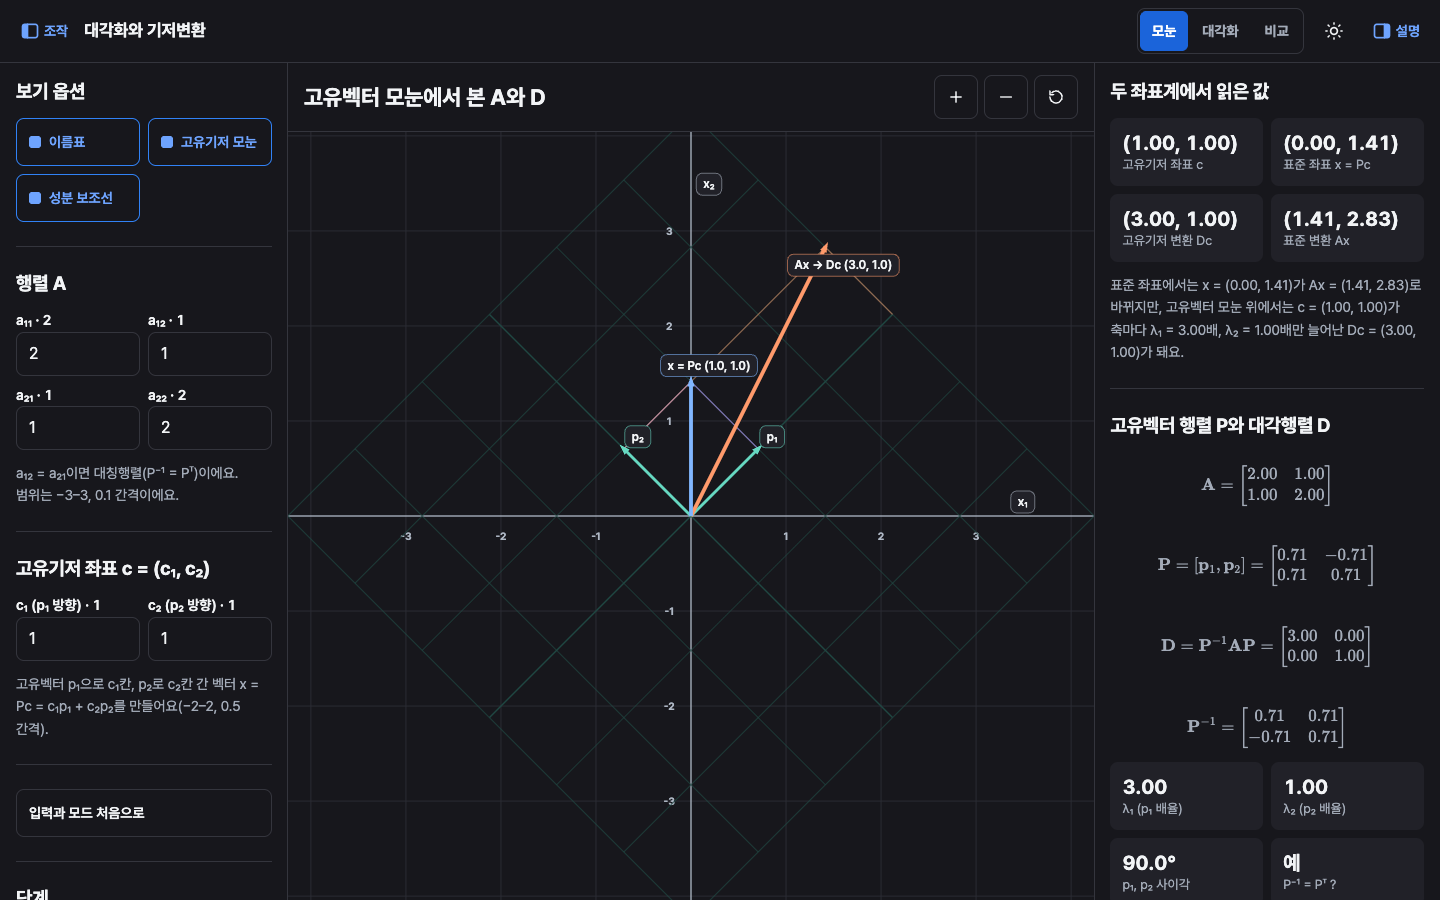 조작
대각화와 기저변환
모눈
대각화
비교
설명
보기 옵션
이름표
고유기저 모눈
성분 보조선
행렬 A
a₁₁ · 2
a₁₂ · 1
2
1
a₂₁ · 1
a₂₂ · 2
1
2
a₁₂ = a₂₁이면 대칭행렬(P⁻¹ = Pᵀ)이에요.
범위는 −3–3, 0.1 간격이에요.
고유기저 좌표 c = (c₁, c₂)
c₁ (p₁ 방향) · 1
c₂ (p₂ 방향) · 1
1
1
고유벡터 p₁으로 c₁칸, p₂로 c₂칸 간 벡터 x =
Pc = c₁p₁ + c₂p₂를 만들어요(−2–2, 0.5
간격).
입력과 모드 처음으로
단계
고유벡터 모눈에서 본 A와 D
x₂
3
Ax → Dc (3.0, 1.0)
2
x = Pc (1.0, 1.0)
1
p₂
p₁
x₁
-3
-2
-1
1
2
3
-1
-2
-3
두 좌표계에서 읽은 값
(1.00, 1.00)
고유기저 좌표 c
(0.00, 1.41)
표준 좌표 x = Pc
(3.00, 1.00)
고유기저 변환 Dc
(1.41, 2.83)
표준 변환 Ax
표준 좌표에서는 x = (0.00, 1.41)가 Ax = (1.41, 2.83)로
바뀌지만, 고유벡터 모눈 위에서는 c = (1.00, 1.00)가
축마다 λ₁ = 3.00배, λ₂ = 1.00배만 늘어난 Dc = (3.00,
1.00)가 돼요.
고유벡터 행렬 P와 대각행렬 D
A = [2.00 1.00
1.00 2.00]
P = [p₁, p₂] = [0.71 −0.71
0.71 0.71]
D = P⁻¹AP = [3.00 0.00
0.00 1.00]
P⁻¹ = [0.71 0.71
−0.71 0.71]
3.00
λ₁ (p₁ 배율)
1.00
λ₂ (p₂ 배율)
90.0°
p₁, p₂ 사이각
예
P⁻¹ = Pᵀ ?